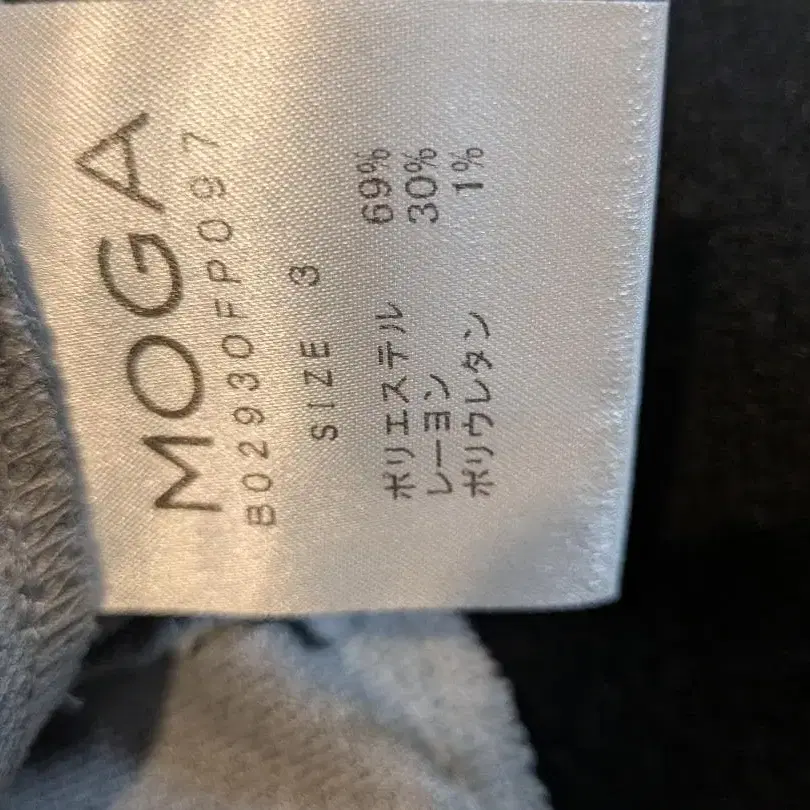 MOGA
B02930FP097
SIZE 3
ポリエステル 69%
レーヨン 30%
ポリウレタン 1%